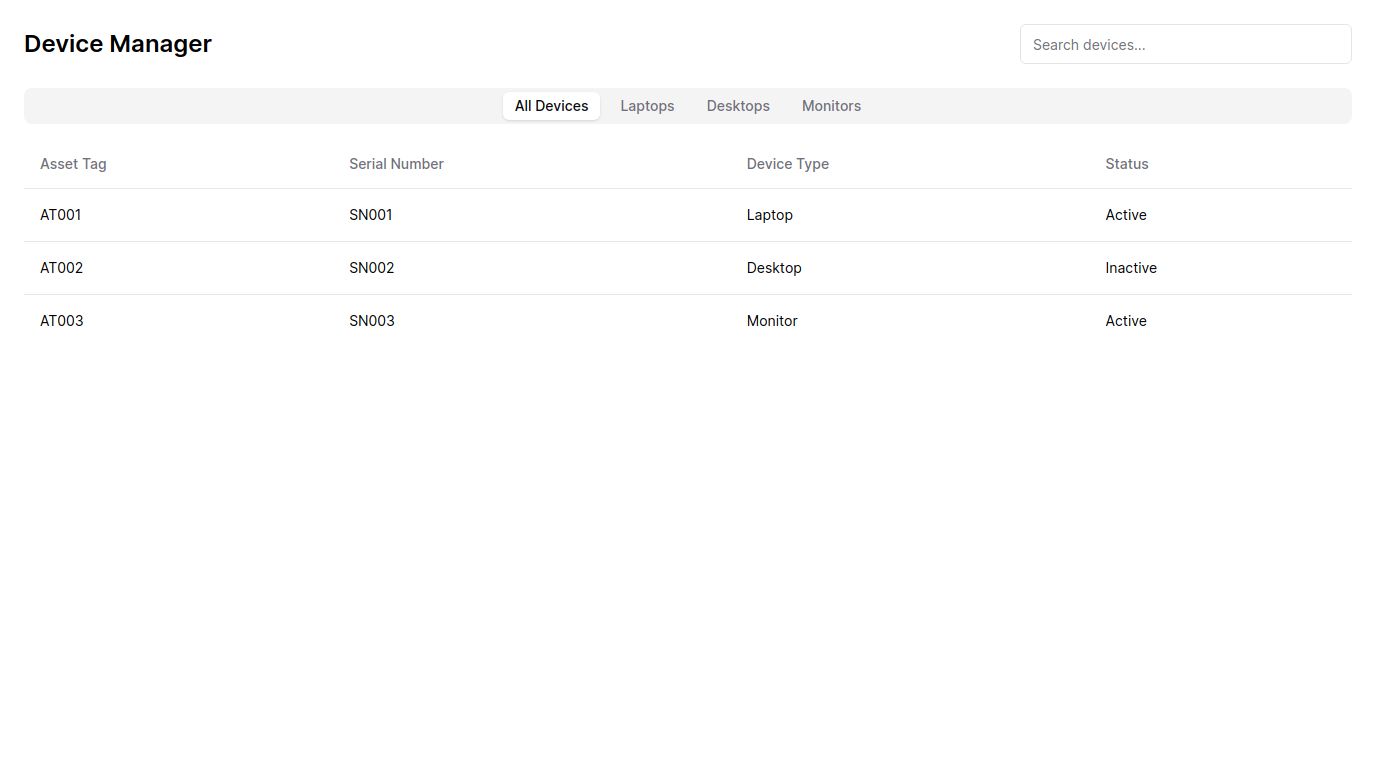 Device Manager
Search devices...
All Devices Laptops Desktops Monitors
Asset Tag Serial Number Device Type Status
AT001 SN001 Laptop Active
AT002 SN002 Desktop Inactive
AT003 SN003 Monitor Active